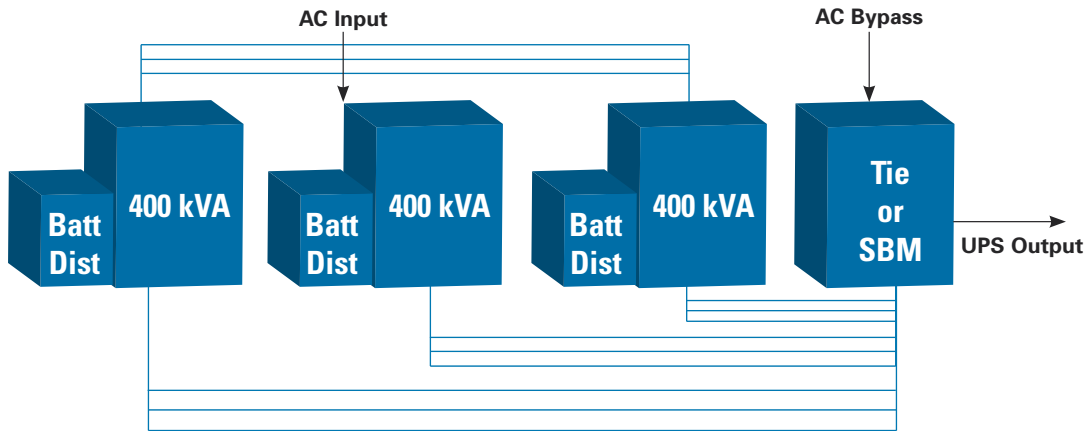 AC Input
AC Bypass
Batt
Dist
400 kVA
Batt
Dist
400 kVA
Batt
Dist
400 kVA
Tie
or
SBM
UPS Output